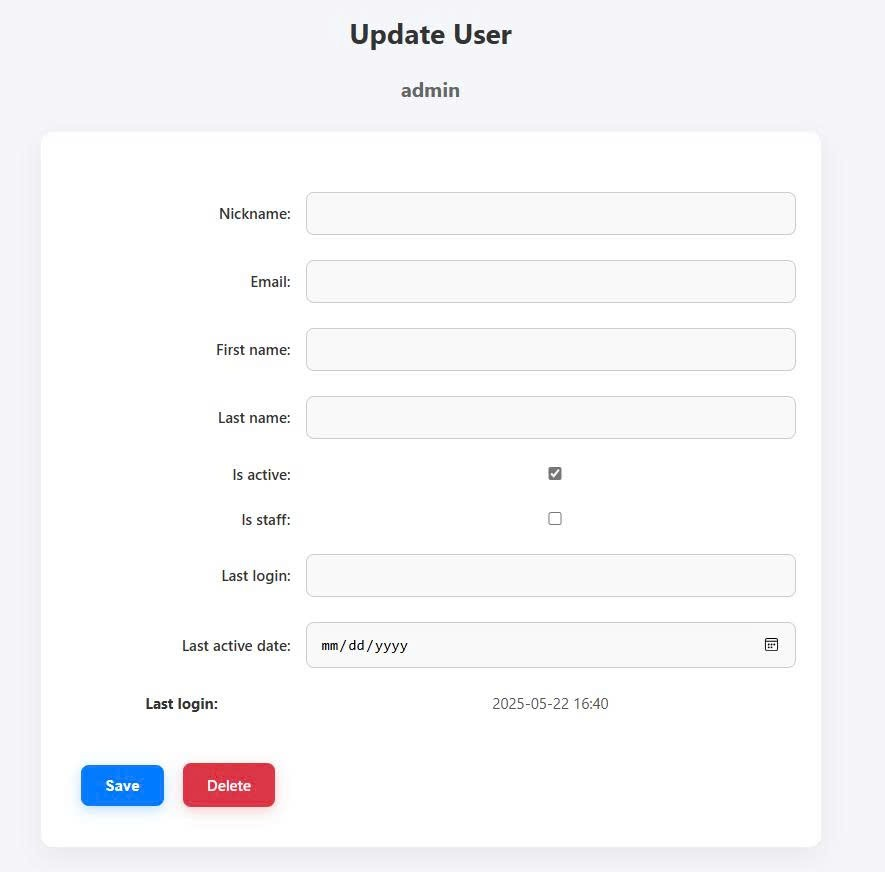 Update User
admin
Nickname:
Email:
First name:
Last name:
Is active:
Is staff:
Last login:
Last active date: mm/dd/yyyy
Last login: 2025-05-22 16:40
Save Delete